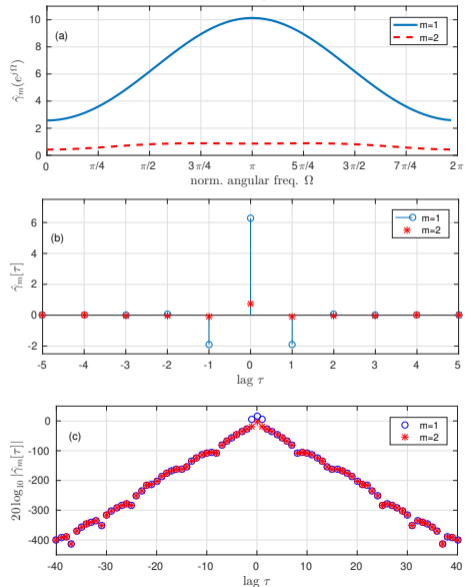 (a)
m=1
m=2
10
8
6
4
2
0
γ̂m(e^{jΩ})
0 π/4 π/2 3π/4 π 5π/4 3π/2 7π/4 2π
norm. angular freq. Ω
(b)
m=1
m=2
6
4
2
0
-2
γ̂m[τ]
-5 -4 -3 -2 -1 0 1 2 3 4 5
lag τ
(c)
m=1
m=2
0
-100
-200
-300
-400
20 log10 |γ̂m[τ]|
-40 -30 -20 -10 0 10 20 30 40
lag τ